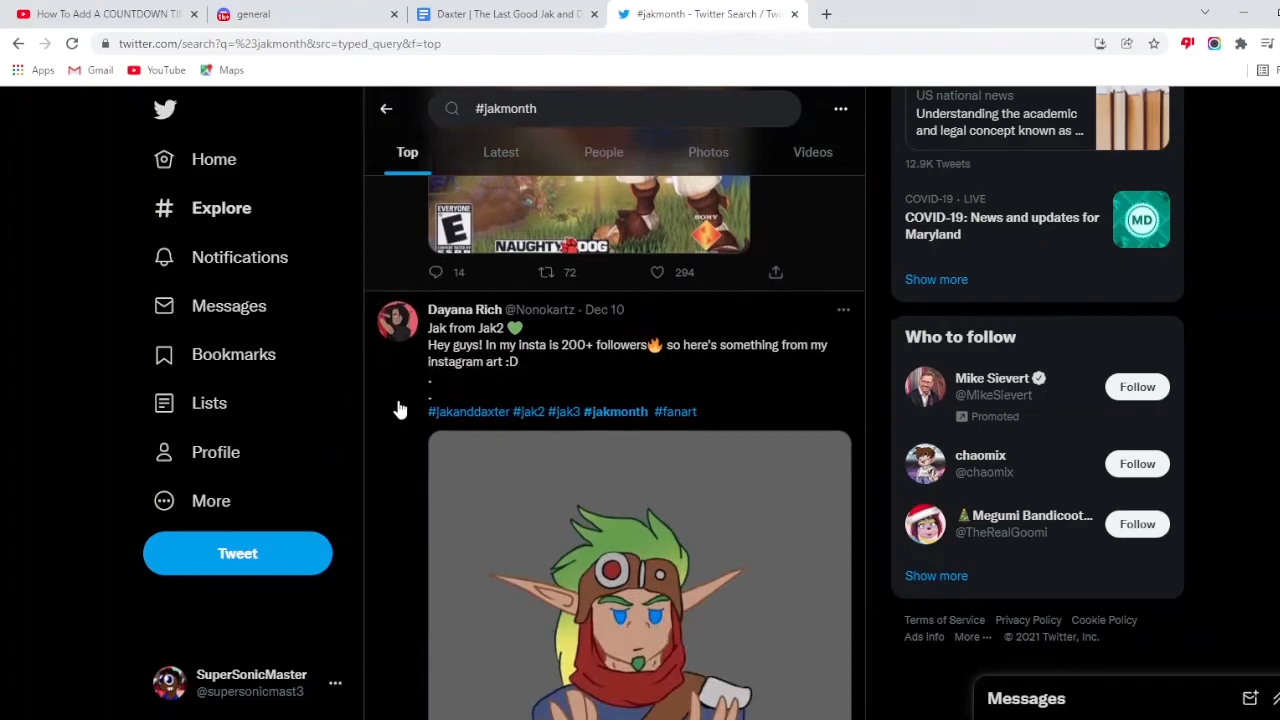 How To Add A COUNTDOWN TI
general
Daxter | The Last Good Jak and D
#jakmonth - Twitter Search / Twi
twitter.com/search?q=%23jakmonth&src=typed_query&f=top
Apps
Gmail
YouTube
Maps
#jakmonth
Top
Latest
People
Photos
Videos
Home
Explore
Notifications
Messages
Bookmarks
Lists
Profile
More
Tweet
SuperSonicMaster
@supersonicmast3
EVERYONE
E
NAUGHTY DOG
SONY
14
72
294
Dayana Rich @Nonokartz · Dec 10
Jak from Jak2
Hey guys! In my insta is 200+ followers so here's something from my
instagram art :D
.
.
#jakanddaxter #jak2 #jak3 #jakmonth #fanart
US national news
Understanding the academic
and legal concept known as ...
12.9K Tweets
COVID-19 · LIVE
COVID-19: News and updates for
Maryland
MD
Show more
Who to follow
Mike Sievert
@MikeSievert
Promoted
Follow
chaomix
@chaomix
Follow
Megumi Bandicoot...
@TheRealGoomi
Follow
Show more
Terms of Service Privacy Policy Cookie Policy
Ads info More ··· © 2021 Twitter, Inc.
Messages